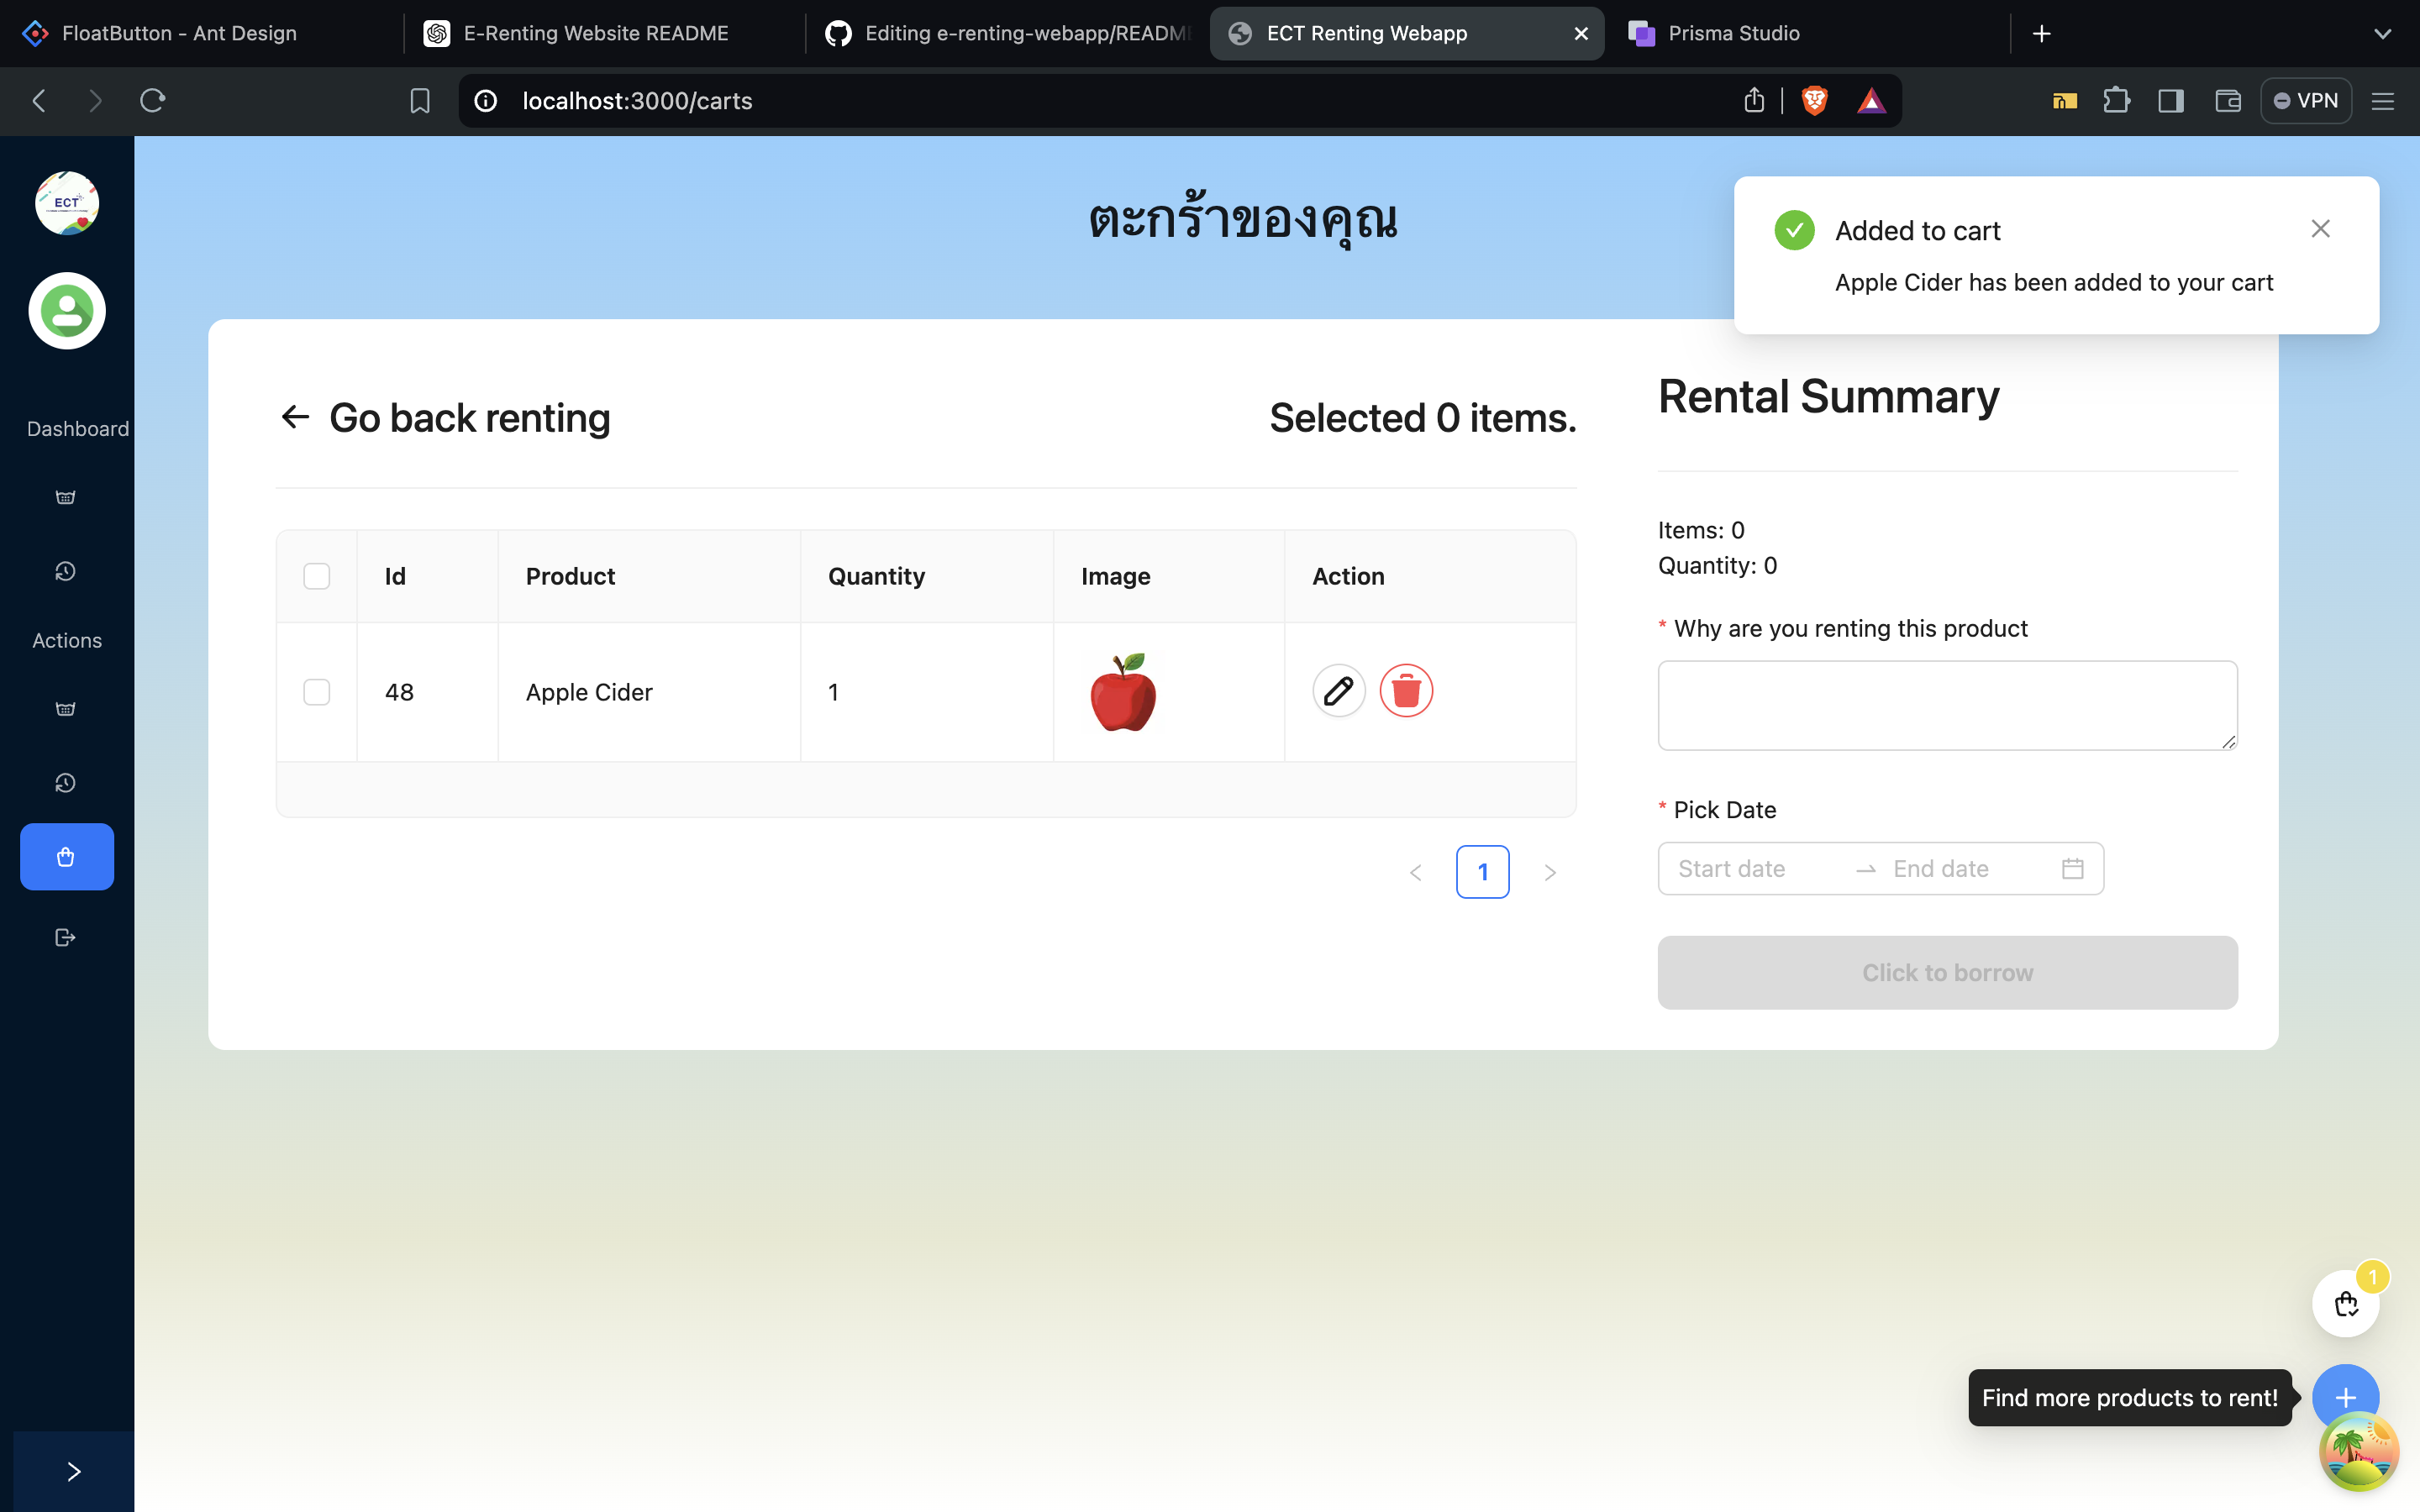 FloatButton - Ant Design
E-Renting Website README
Editing e-renting-webapp/READM
ECT Renting Webapp
Prisma Studio
localhost:3000/carts
VPN
ECT
ตะกร้าของคุณ
Added to cart
Apple Cider has been added to your cart
Dashboard
Actions
Go back renting
Selected 0 items.
Id Product Quantity Image Action
48 Apple Cider 1
1
Rental Summary
Items: 0
Quantity: 0
* Why are you renting this product
* Pick Date
Start date End date
Click to borrow
1
Find more products to rent!